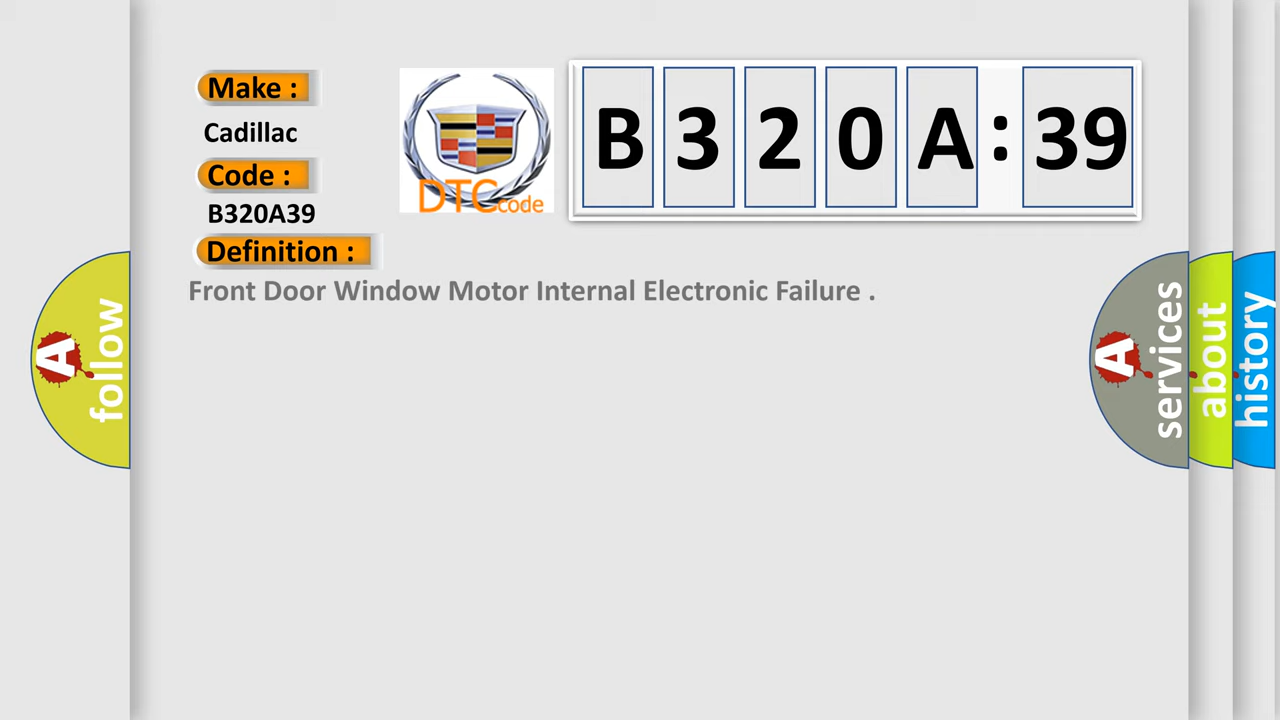 Make :
Cadillac
Code :
B320A39
Definition :
Front Door Window Motor Internal Electronic Failure .
DTC code
B 3 2 0 A : 39
A follow
A services
about
history